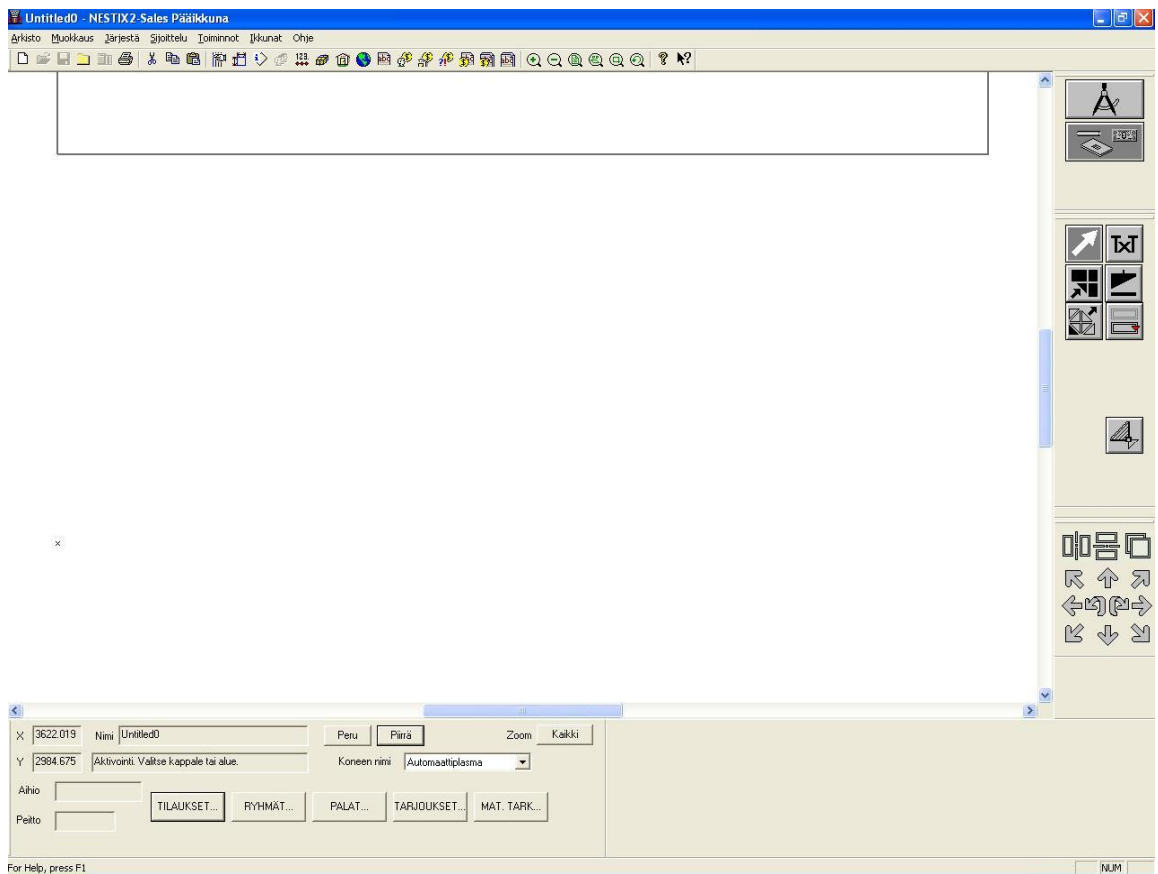 Untitled0 - NESTIX2-Sales Pääikkuna
Arkisto Muokkaus Järjestä Sijoittelu Toiminnot Ikkunat Ohje
TxT
X 3622.019 Nimi Untitled0 Peru Piirrä Zoom Kaikki
Y 2984.675 Aktivointi. Valitse kappale tai alue. Koneen nimi Automaattiplasma
Aihio
TILAUKSET... RYHMÄT... PALAT... TARJOUKSET... MAT. TARK...
Peitto
For Help, press F1 NUM